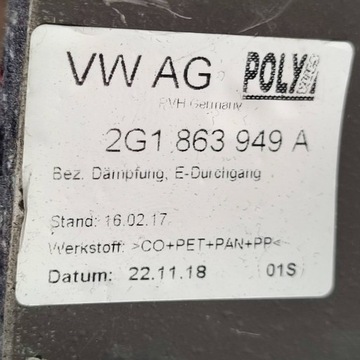 VW AG
POLY
PVH Germany
2G1 863 949 A
Bez. Dämpfung, E-Durchgang
Stand: 16.02.17
Werkstoff: >CO+PET+PAN+PP<
Datum: 22.11.18 01S